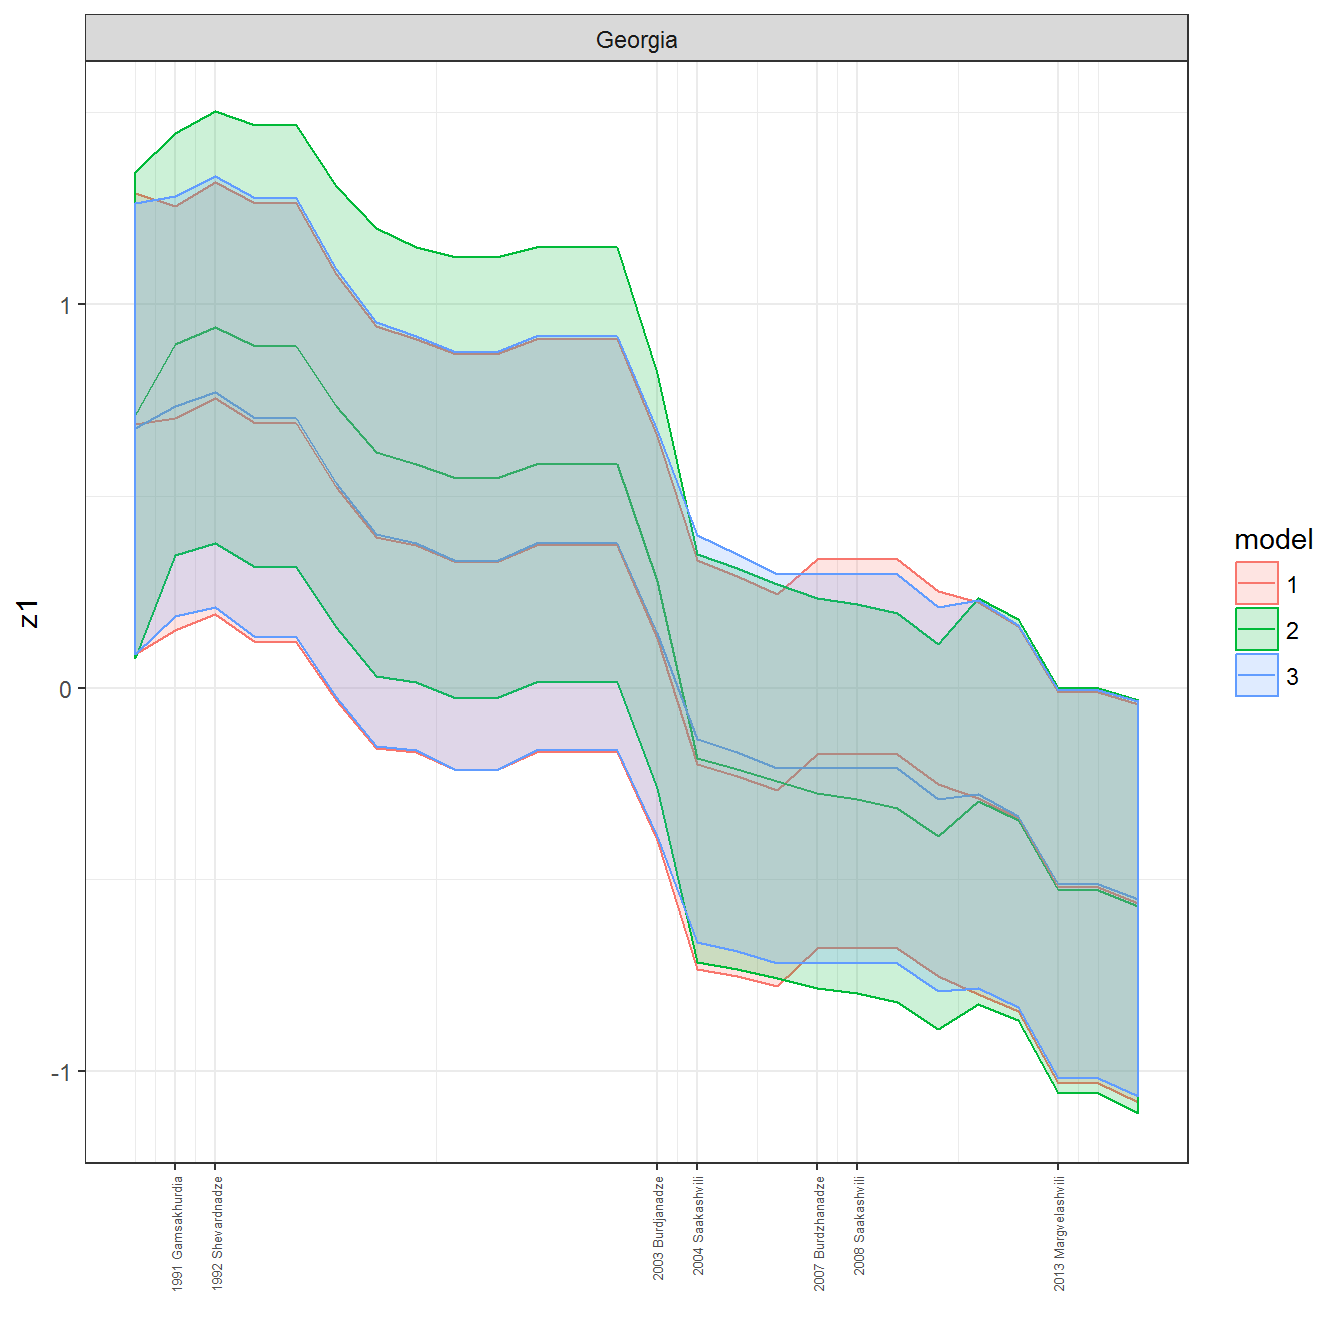 Georgia
z1
1
0
-1
1991 Gamsakhurdia
1992 Shevardnadze
2003 Burdjanadze
2004 Saakashvili
2007 Burdzhanadze
2008 Saakashvili
2013 Margvelashvili
model
1
2
3